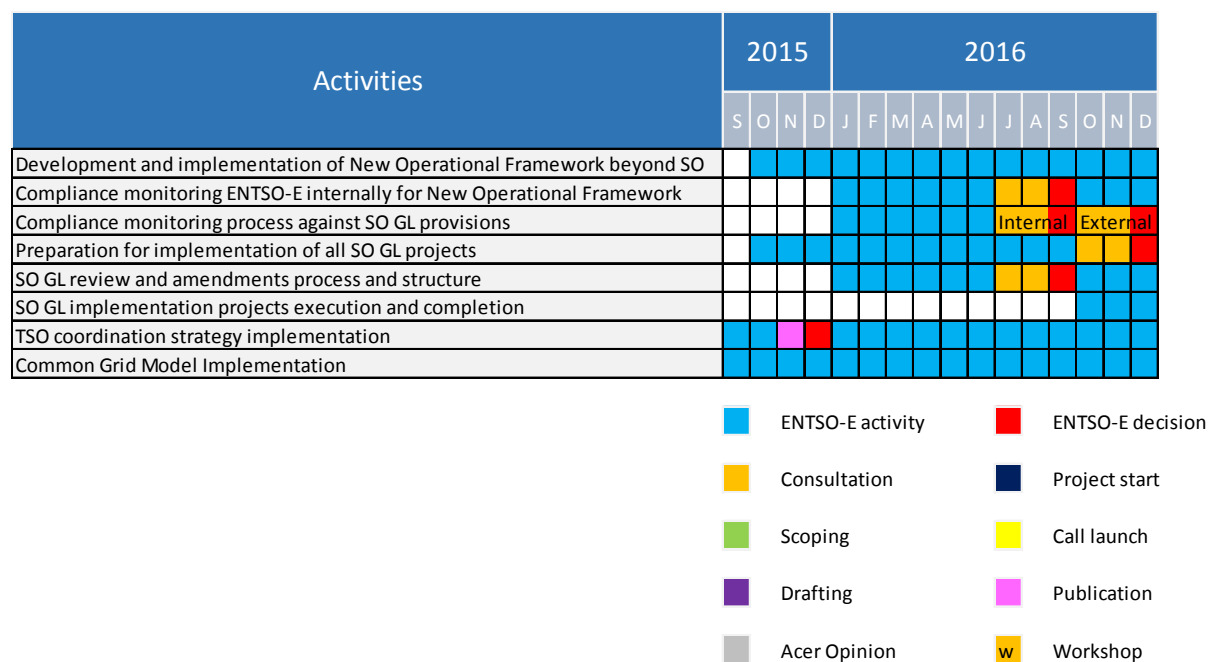 Activities
2015 2016
S O N D J F M A M J J A S O N D
Development and implementation of New Operational Framework beyond SO
Compliance monitoring ENTSO-E internally for New Operational Framework
Compliance monitoring process against SO GL provisions Internal External
Preparation for implementation of all SO GL projects
SO GL review and amendments process and structure
SO GL implementation projects execution and completion
TSO coordination strategy implementation
Common Grid Model Implementation
ENTSO-E activity ENTSO-E decision
Consultation Project start
Scoping Call launch
Drafting Publication
Acer Opinion w Workshop